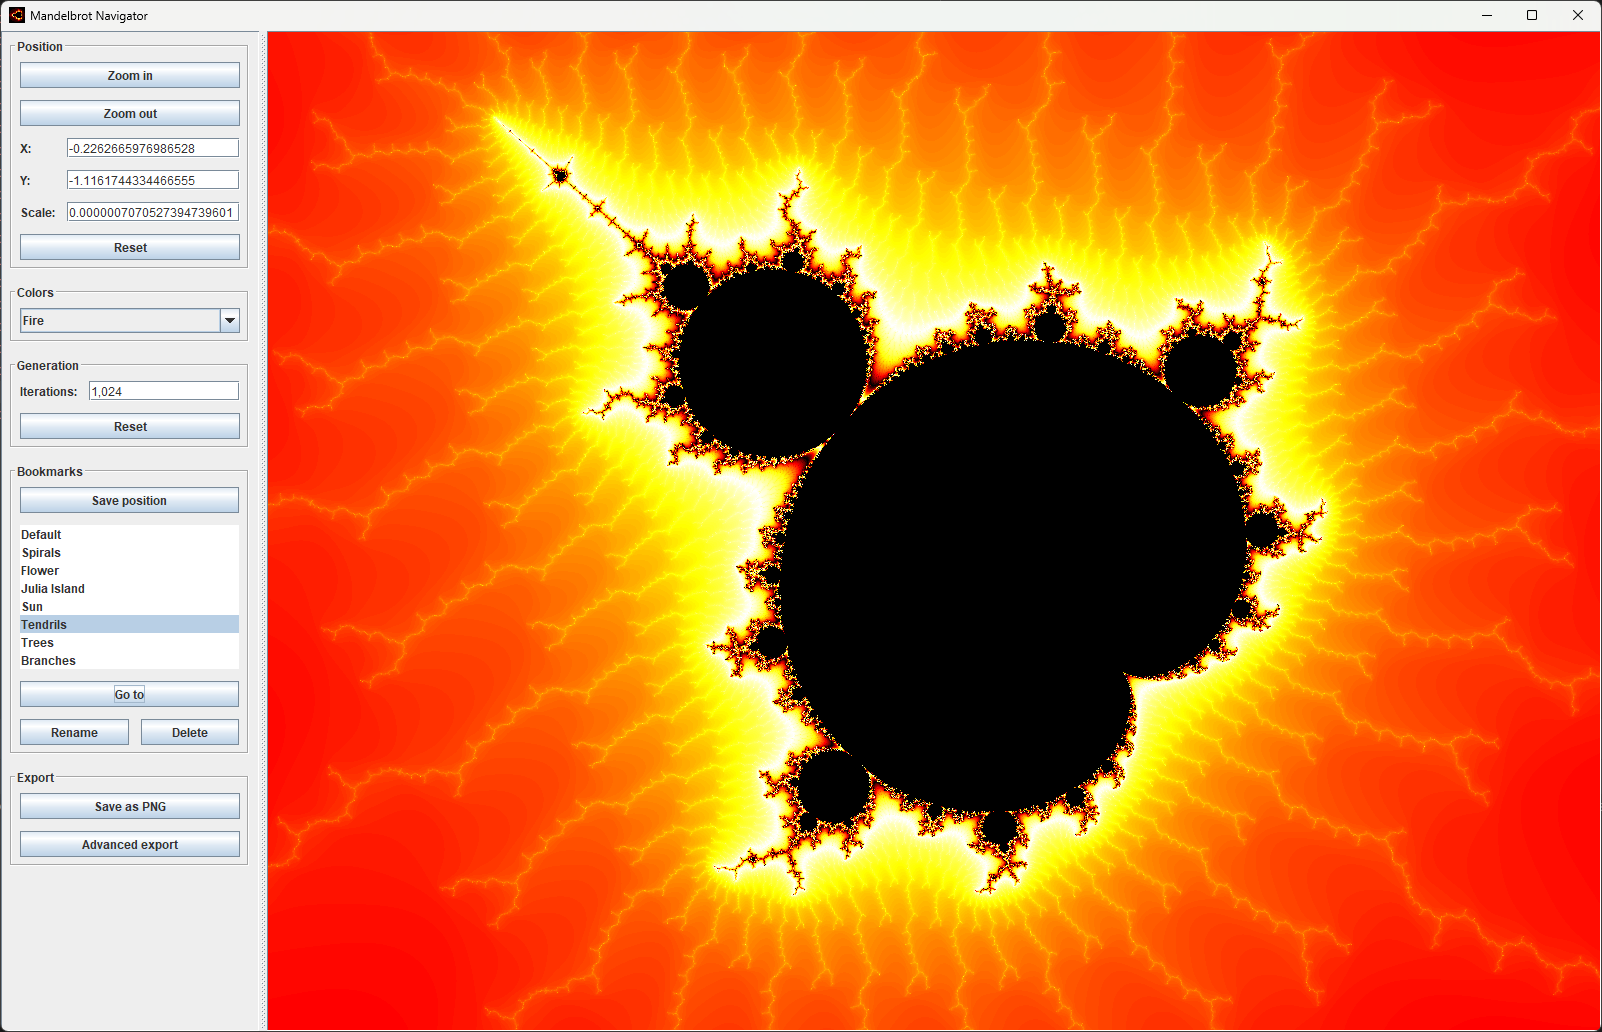 Mandelbrot Navigator
Position
Zoom in
Zoom out
X: -0.2262665976986528
Y: -1.1161744334466555
Scale: 0.0000007070527394739601
Reset
Colors
Fire
Generation
Iterations: 1,024
Reset
Bookmarks
Save position
Default
Spirals
Flower
Julia Island
Sun
Tendrils
Trees
Branches
Go to
Rename Delete
Export
Save as PNG
Advanced export